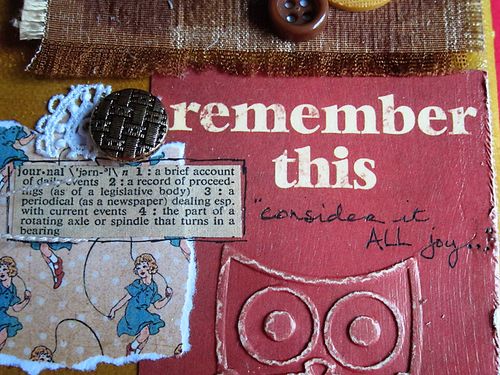 remember
this
"consider it
ALL joy..."
jour·nal \'jərn-ᵊl\ n 1 : a brief account
of daily events 2 : a record of proceed-
ings (as of a legislative body) 3 : a
periodical (as a newspaper) dealing esp.
with current events 4 : the part of a
rotating axle or spindle that turns in a
bearing